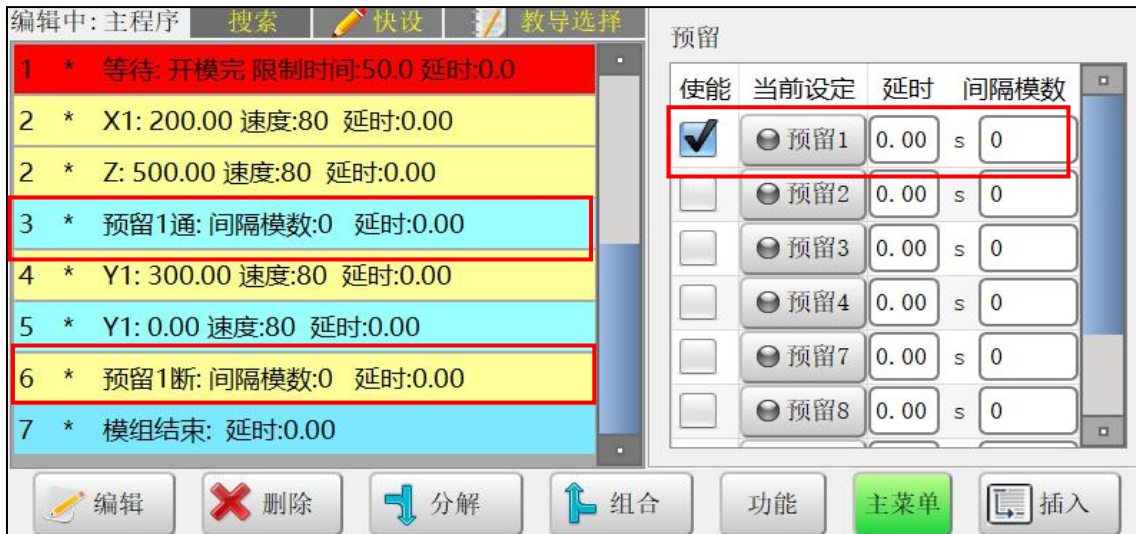 编辑中:主程序 搜索 快设 教导选择
1 * 等待: 开模完 限制时间:50.0 延时:0.0
2 * X1: 200.00 速度:80 延时:0.00
2 * Z: 500.00 速度:80 延时:0.00
3 * 预留1通: 间隔模数:0 延时:0.00
4 * Y1: 300.00 速度:80 延时:0.00
5 * Y1: 0.00 速度:80 延时:0.00
6 * 预留1断: 间隔模数:0 延时:0.00
7 * 模组结束: 延时:0.00
预留
使能 当前设定 延时 间隔模数
预留1 0.00 s 0
预留2 0.00 s 0
预留3 0.00 s 0
预留4 0.00 s 0
预留7 0.00 s 0
预留8 0.00 s 0
编辑 删除 分解 组合 功能 主菜单 插入